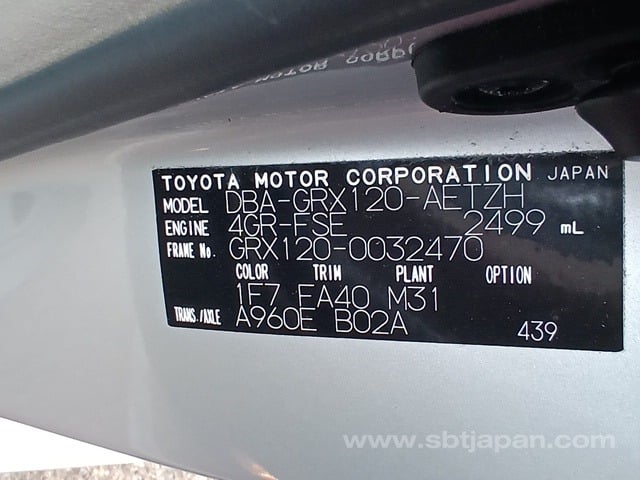 TOYOTA MOTOR CORPORATION JAPAN
MODEL DBA-GRX120-AETZH
ENGINE 4GR-FSE 2499 mL
FRAME No. GRX120-0032470
COLOR TRIM PLANT OPTION
1F7 FA40 M31
TRANS./AXLE A960E B02A
439
www.sbtjapan.com